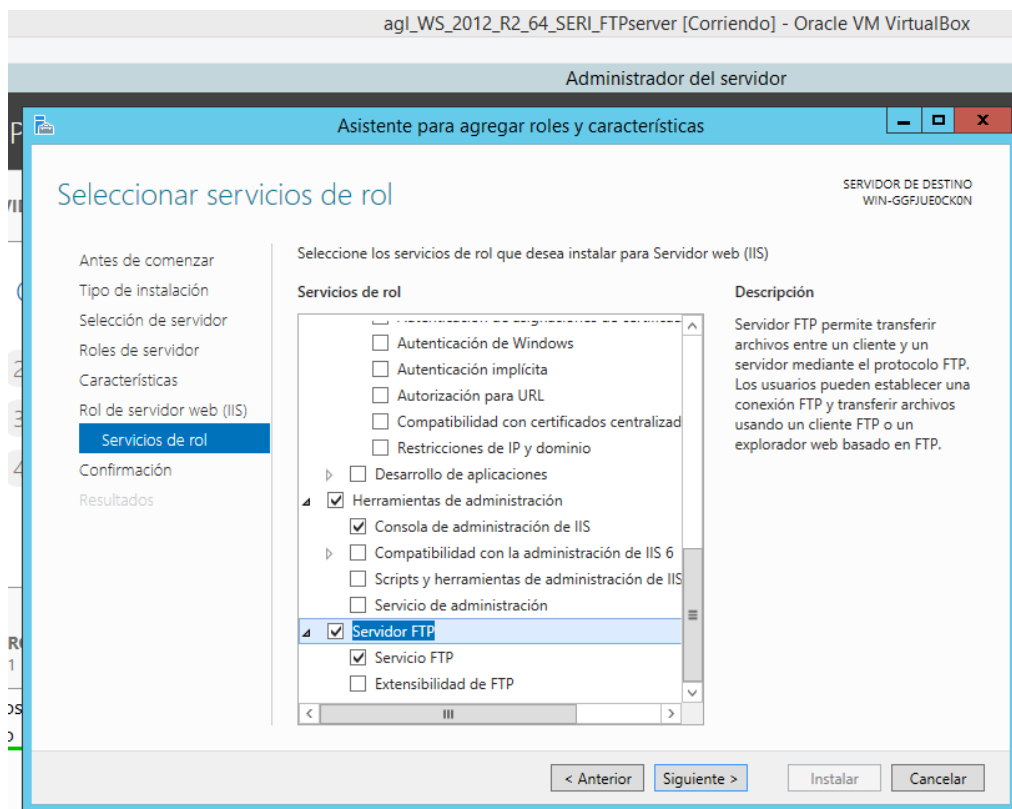 agl_WS_2012_R2_64_SERI_FTPserver [Corriendo] - Oracle VM VirtualBox
Administrador del servidor
Asistente para agregar roles y características
Seleccionar servicios de rol
SERVIDOR DE DESTINO
WIN-GGFJUE0CK0N
Antes de comenzar
Tipo de instalación
Selección de servidor
Roles de servidor
Características
Rol de servidor web (IIS)
Servicios de rol
Confirmación
Resultados
Seleccione los servicios de rol que desea instalar para Servidor web (IIS)
Servicios de rol
Autenticación de Windows
Autenticación implícita
Autorización para URL
Compatibilidad con certificados centralizad
Restricciones de IP y dominio
Desarrollo de aplicaciones
Herramientas de administración
Consola de administración de IIS
Compatibilidad con la administración de IIS 6
Scripts y herramientas de administración de IIS
Servicio de administración
Servidor FTP
Servicio FTP
Extensibilidad de FTP
Descripción
Servidor FTP permite transferir
archivos entre un cliente y un
servidor mediante el protocolo FTP.
Los usuarios pueden establecer una
conexión FTP y transferir archivos
usando un cliente FTP o un
explorador web basado en FTP.
< Anterior
Siguiente >
Instalar
Cancelar